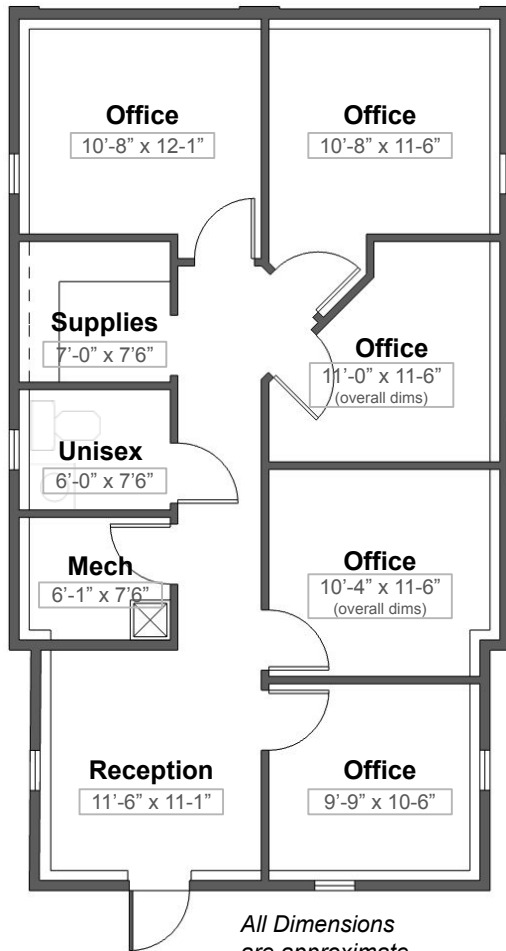 Office
10’-8” x 12-1”
Office
10’-8” x 11-6”
Supplies
7’-0” x 7’6”
Office
11’-0” x 11-6”
(overall dims)
Unisex
6’-0” x 7’6”
Mech
6’-1” x 7’6”
Office
10’-4” x 11-6”
(overall dims)
Reception
11’-6” x 11-1”
Office
9’-9” x 10-6”
All Dimensions
are approximate